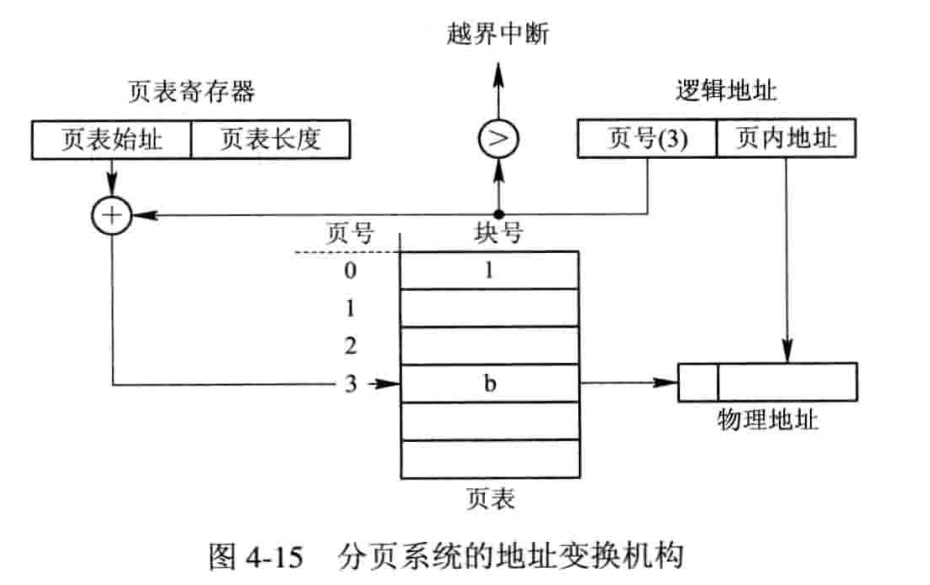 越界中断
页表寄存器
逻辑地址
页表始址 页表长度
>
页号(3) 页内地址
+
页号 块号
0 1
1
2
3 b
物理地址
页表
图 4-15 分页系统的地址变换机构